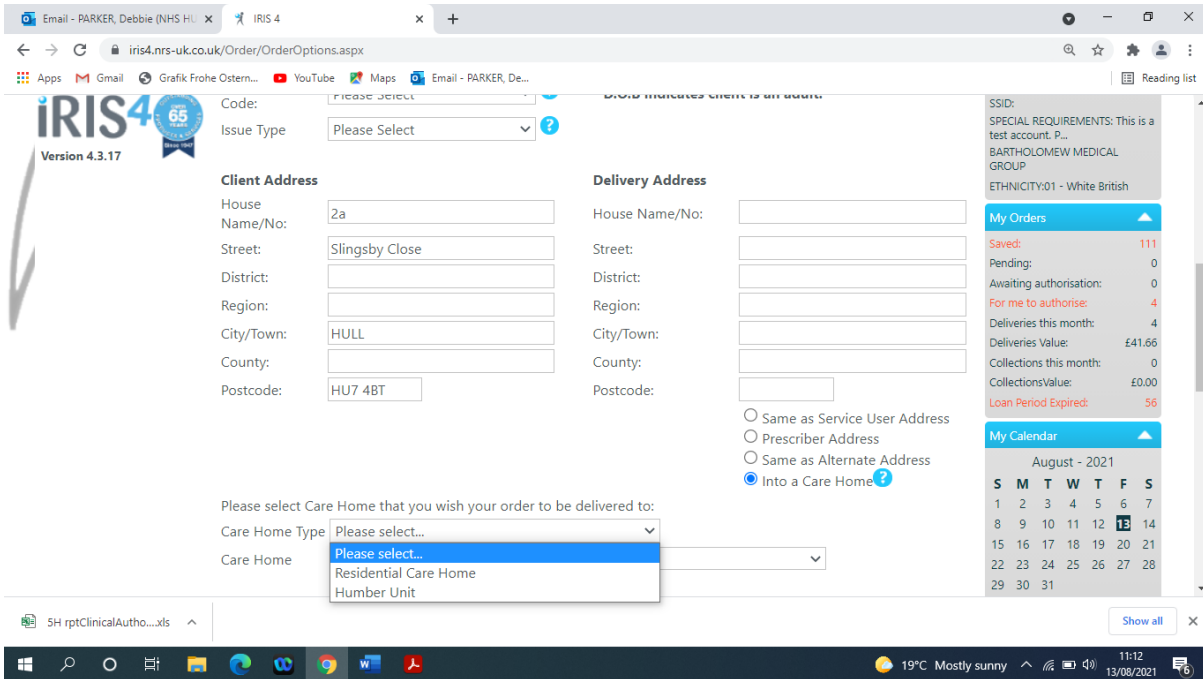 Email - PARKER, Debbie (NHS HU
IRIS 4
iris4.nrs-uk.co.uk/Order/OrderOptions.aspx
Apps
Gmail
Grafik Frohe Ostern...
YouTube
Maps
Email - PARKER, De...
Reading list
iRIS4
OVER 65 YEARS
Since 1947
Version 4.3.17
Code:
Please Select
D.O.B indicates client is an adult.
Issue Type
Please Select
?
Client Address
House Name/No:
2a
Street:
Slingsby Close
District:
Region:
City/Town:
HULL
County:
Postcode:
HU7 4BT
Delivery Address
House Name/No:
Street:
District:
Region:
City/Town:
County:
Postcode:
Same as Service User Address
Prescriber Address
Same as Alternate Address
Into a Care Home
?
Please select Care Home that you wish your order to be delivered to:
Care Home Type
Please select...
Please select...
Residential Care Home
Humber Unit
Care Home
SSID:
SPECIAL REQUIREMENTS: This is a
test account. P...
BARTHOLOMEW MEDICAL
GROUP
ETHNICITY:01 - White British
My Orders
Saved: 111
Pending: 0
Awaiting authorisation: 0
For me to authorise: 4
Deliveries this month: 4
Deliveries Value: £41.66
Collections this month: 0
CollectionsValue: £0.00
Loan Period Expired: 56
My Calendar
August - 2021
S M T W T F S
1 2 3 4 5 6 7
8 9 10 11 12 13 14
15 16 17 18 19 20 21
22 23 24 25 26 27 28
29 30 31
5H rptClinicalAutho....xls
Show all
19°C Mostly sunny
11:12
13/08/2021
6